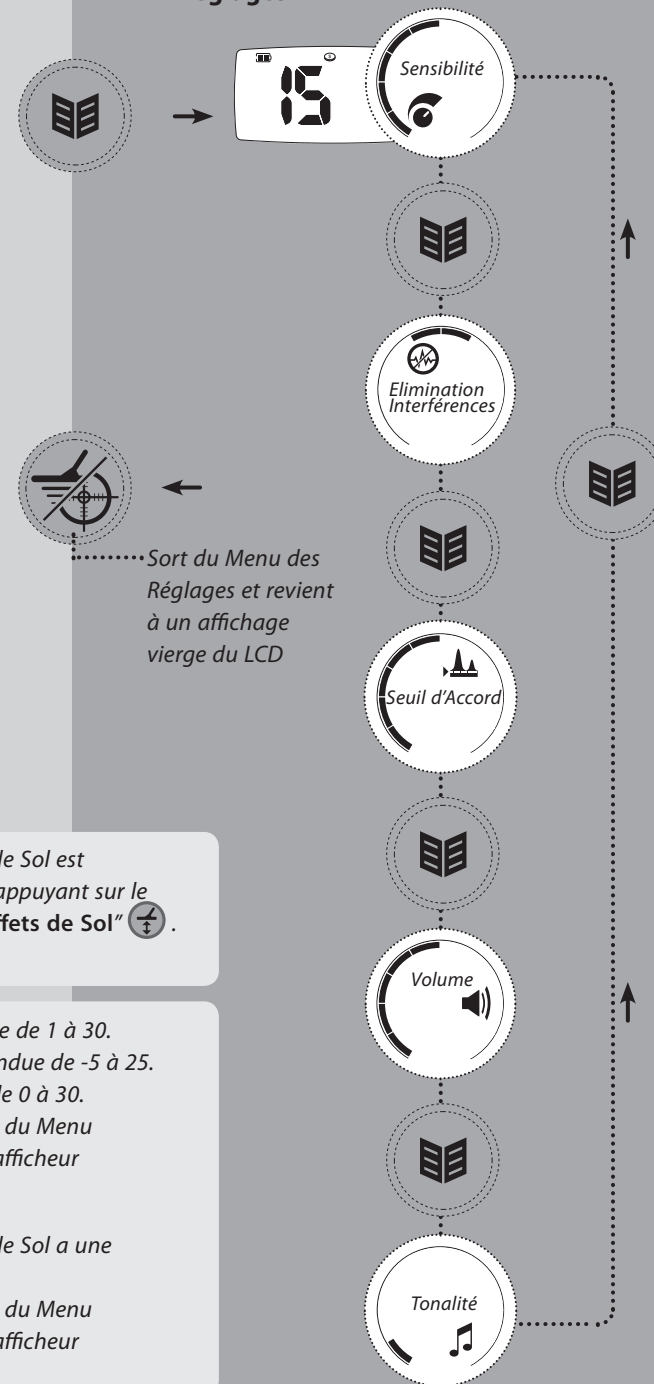 15
Sensibilité
Elimination
Interférences
Sort du Menu des
Réglages et revient
à un affichage
vierge du LCD
Seuil d'Accord
de Sol est
appuyant sur le
ffets de Sol" .
Volume
e de 1 à 30.
ndue de -5 à 25.
de 0 à 30.
du Menu
afficheur
de Sol a une
du Menu
afficheur
Tonalité